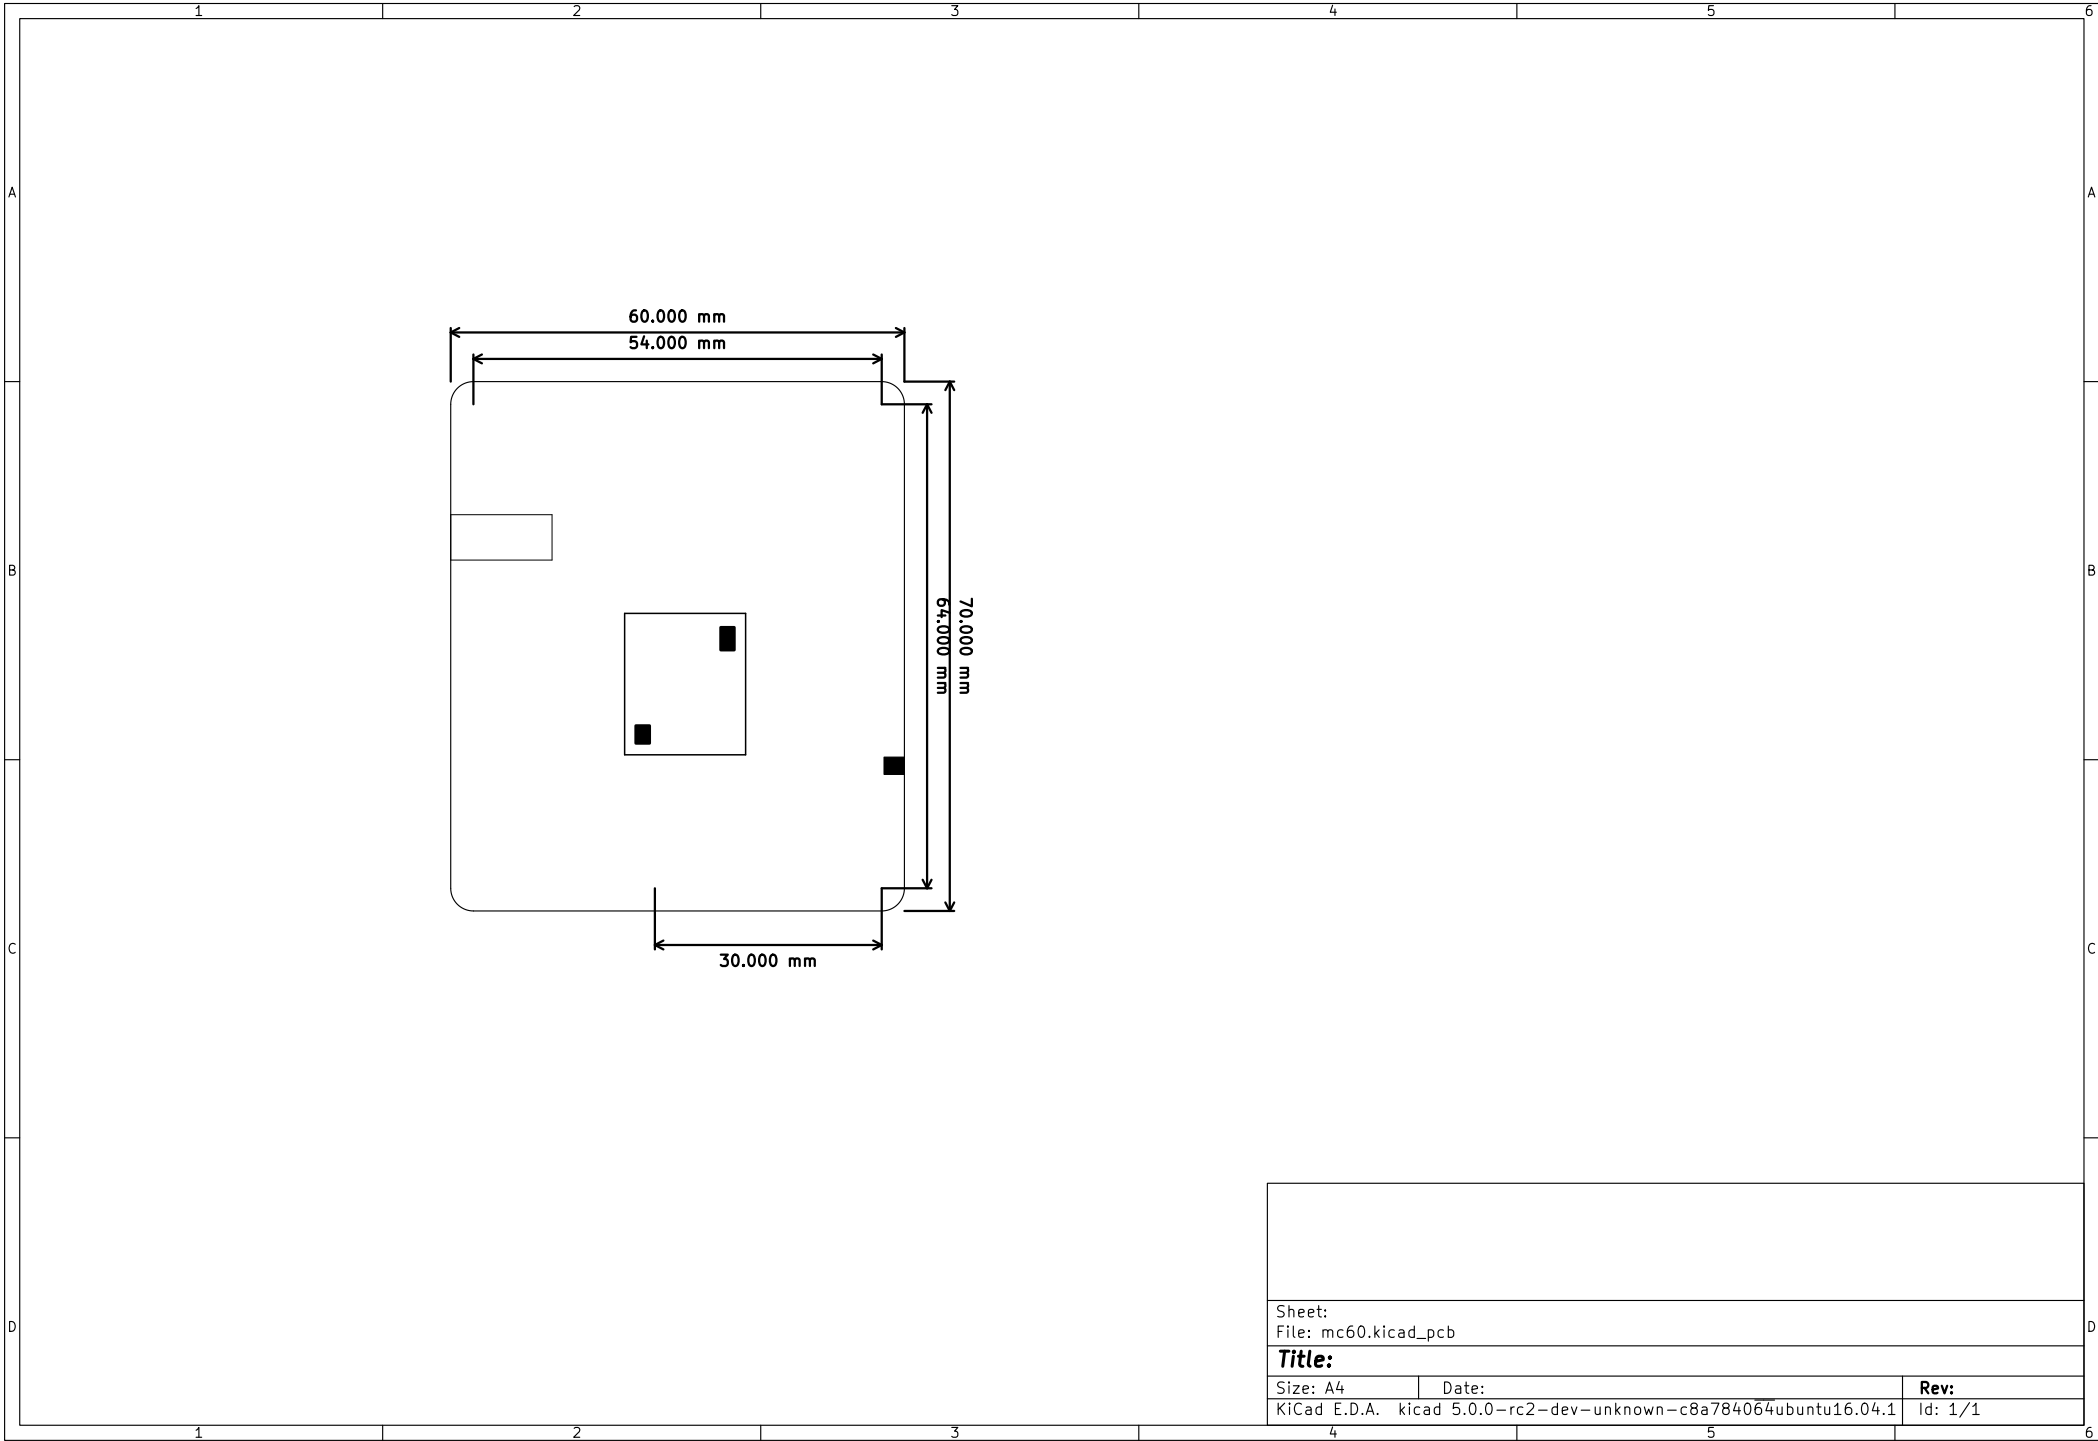 1 2 3 4 5 6
A A
60.000 mm
54.000 mm
B B
64.000 mm
70.000 mm
C C
30.000 mm
D D
Sheet:
File: mc60.kicad_pcb
Title:
Size: A4 Date: Rev:
KiCad E.D.A. kicad 5.0.0-rc2-dev-unknown-c8a784064ubuntu16.04.1 Id: 1/1
1 2 3 4 5 6